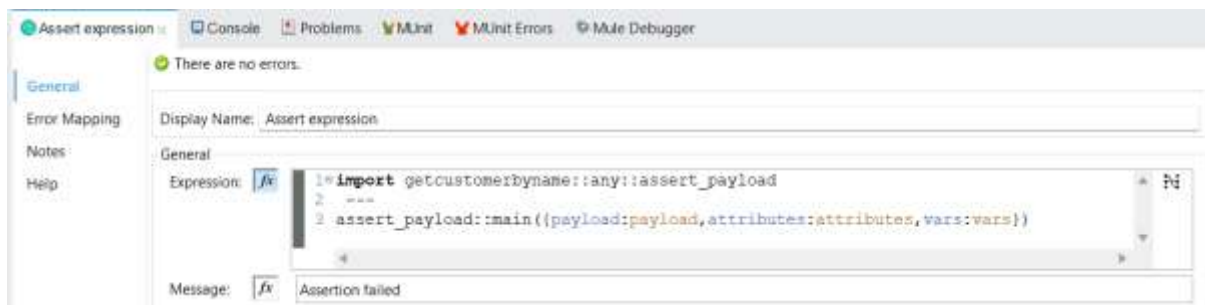 Assert expression Console Problems MUnit MUnit Errors Mule Debugger
There are no errors.
General
Error Mapping
Display Name: Assert expression
Notes
General
Help
Expression: fx
1 import getcustomerbyname::any::assert_payload
2 ---
3 assert_payload::main({payload:payload,attributes:attributes,vars:vars})
Message: fx Assertion failed